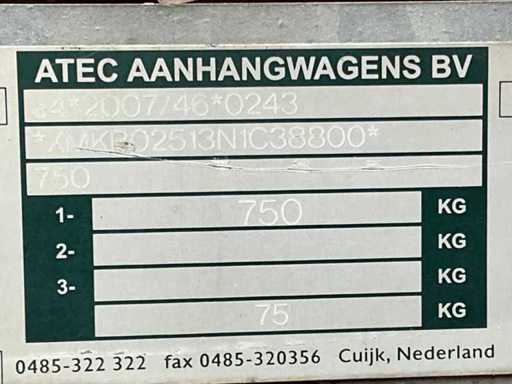 ATEC AANHANGWAGENS BV
e4*2007/46*0243
*XMKB02513N1C38800*
750
1- 750 KG
2- KG
3- KG
75 KG
0485-322 322 fax 0485-320356 Cuijk, Nederland